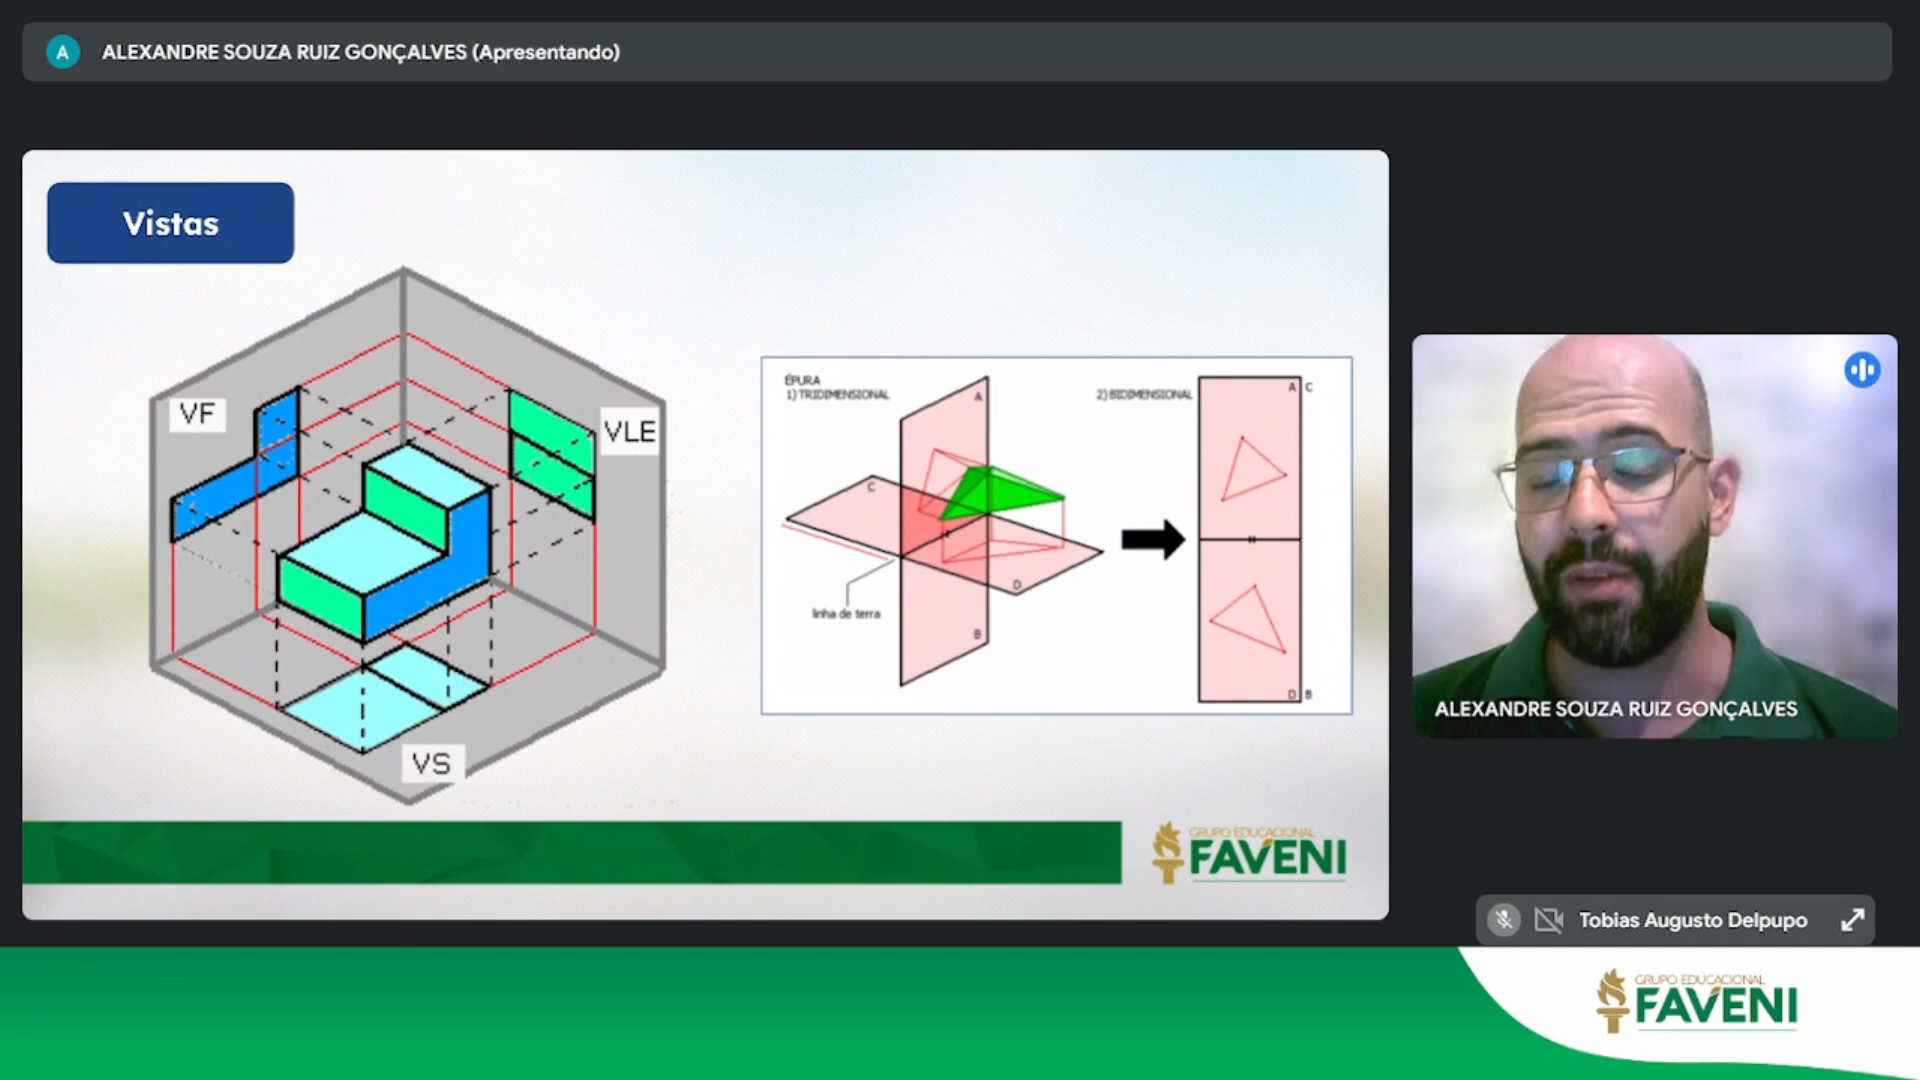 A ALEXANDRE SOUZA RUIZ GONÇALVES (Apresentando)
Vistas
VF
VLE
VS
ÉPURA
1) TRIDIMENSIONAL
2) BIDIMENSIONAL
A
C
D
B
linha de terra
A C
D B
GRUPO EDUCACIONAL
FAVENI
ALEXANDRE SOUZA RUIZ GONÇALVES
Tobias Augusto Delpupo
GRUPO EDUCACIONAL
FAVENI